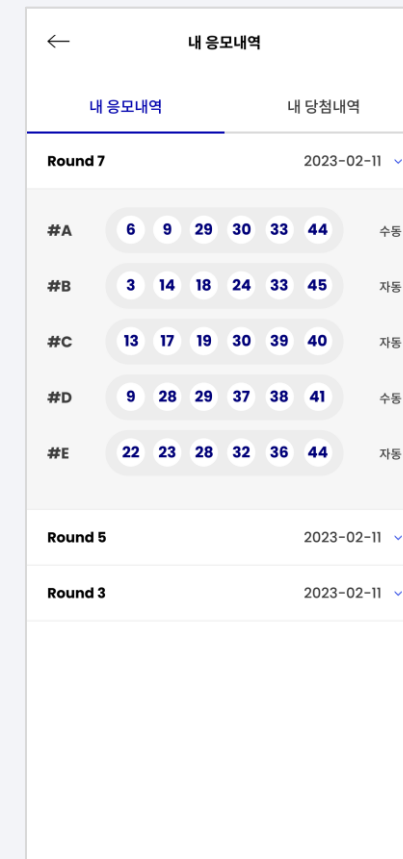 내 응모내역
내 응모내역 내 당첨내역
Round 7 2023-02-11
#A 6 9 29 30 33 44 수동
#B 3 14 18 24 33 45 자동
#C 13 17 19 30 39 40 자동
#D 9 28 29 37 38 41 수동
#E 22 23 28 32 36 44 자동
Round 5 2023-02-11
Round 3 2023-02-11